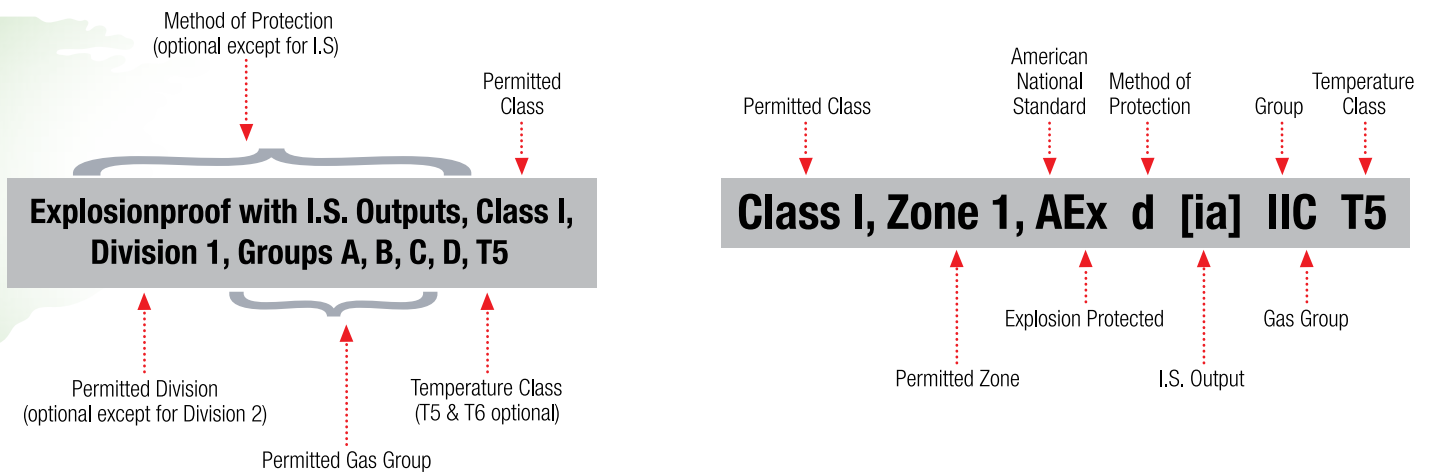 Method of Protection
(optional except for I.S)
Permitted
Class
Explosionproof with I.S. Outputs, Class I,
Division 1, Groups A, B, C, D, T5
Permitted Division
(optional except for Division 2)
Temperature Class
(T5 & T6 optional)
Permitted Gas Group
Permitted Class
American
National
Standard
Method of
Protection
Group
Temperature
Class
Class I, Zone 1, AEx d [ia] IIC T5
Explosion Protected
Gas Group
Permitted Zone
I.S. Output